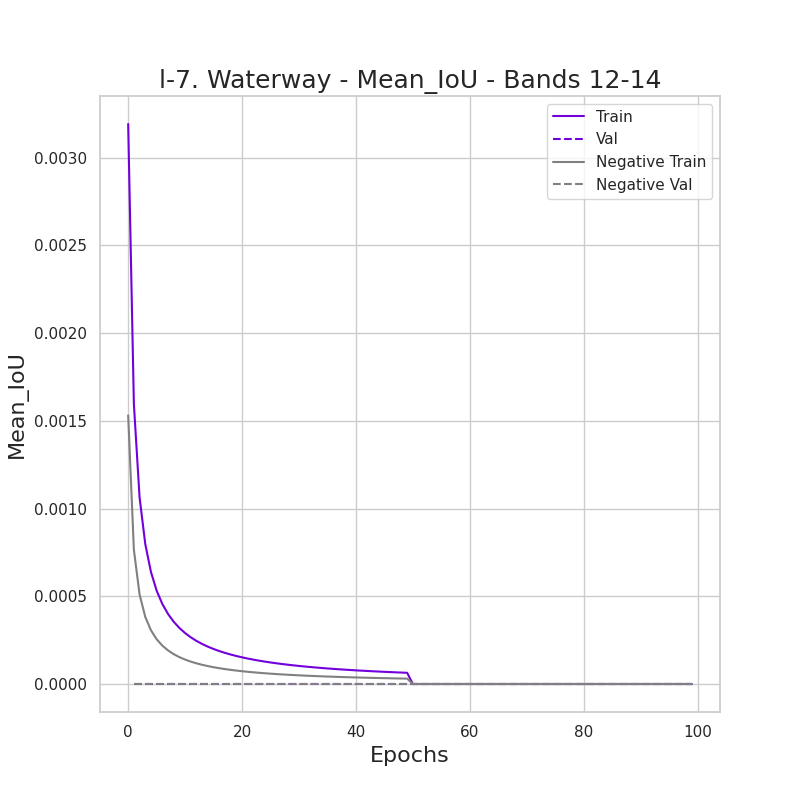 l-7. Waterway - Mean_IoU - Bands 12-14
Train
Val
Negative Train
Negative Val
0.0030
0.0025
0.0020
0.0015
0.0010
0.0005
0.0000
Mean_IoU
0 20 40 60 80 100
Epochs